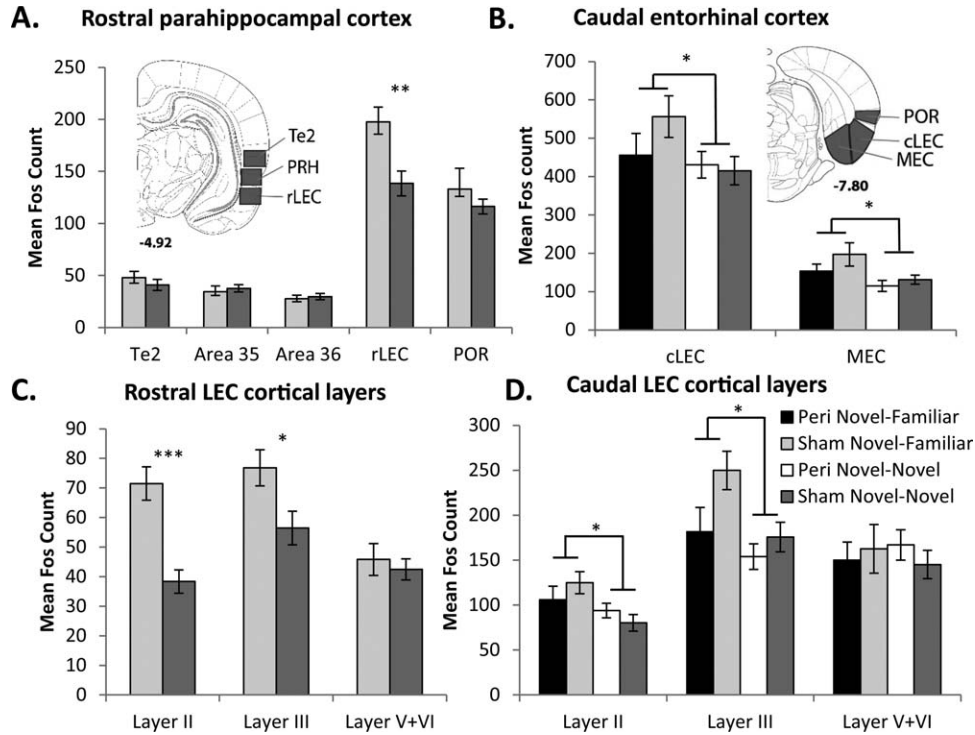 A. Rostral parahippocampal cortex
Mean Fos Count
250
200
150
100
50
0
**
Te2
PRH
rLEC
-4.92
Te2 Area 35 Area 36 rLEC POR
B. Caudal entorhinal cortex
Mean Fos Count
700
600
500
400
300
200
100
0
*
*
POR
cLEC
MEC
-7.80
cLEC MEC
C. Rostral LEC cortical layers
Mean Fos Count
90
80
70
60
50
40
30
20
10
0
***
*
Layer II Layer III Layer V+VI
D. Caudal LEC cortical layers
Mean Fos Count
300
250
200
150
100
50
0
*
*
Peri Novel-Familiar
Sham Novel-Familiar
Peri Novel-Novel
Sham Novel-Novel
Layer II Layer III Layer V+VI